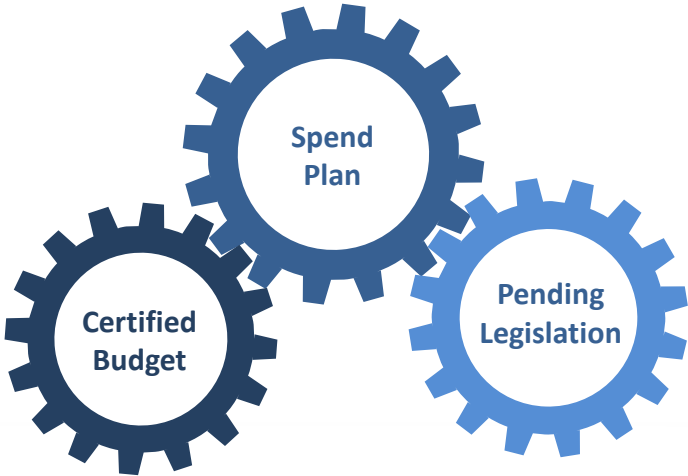 Spend
Plan
Certified
Budget
Pending
Legislation